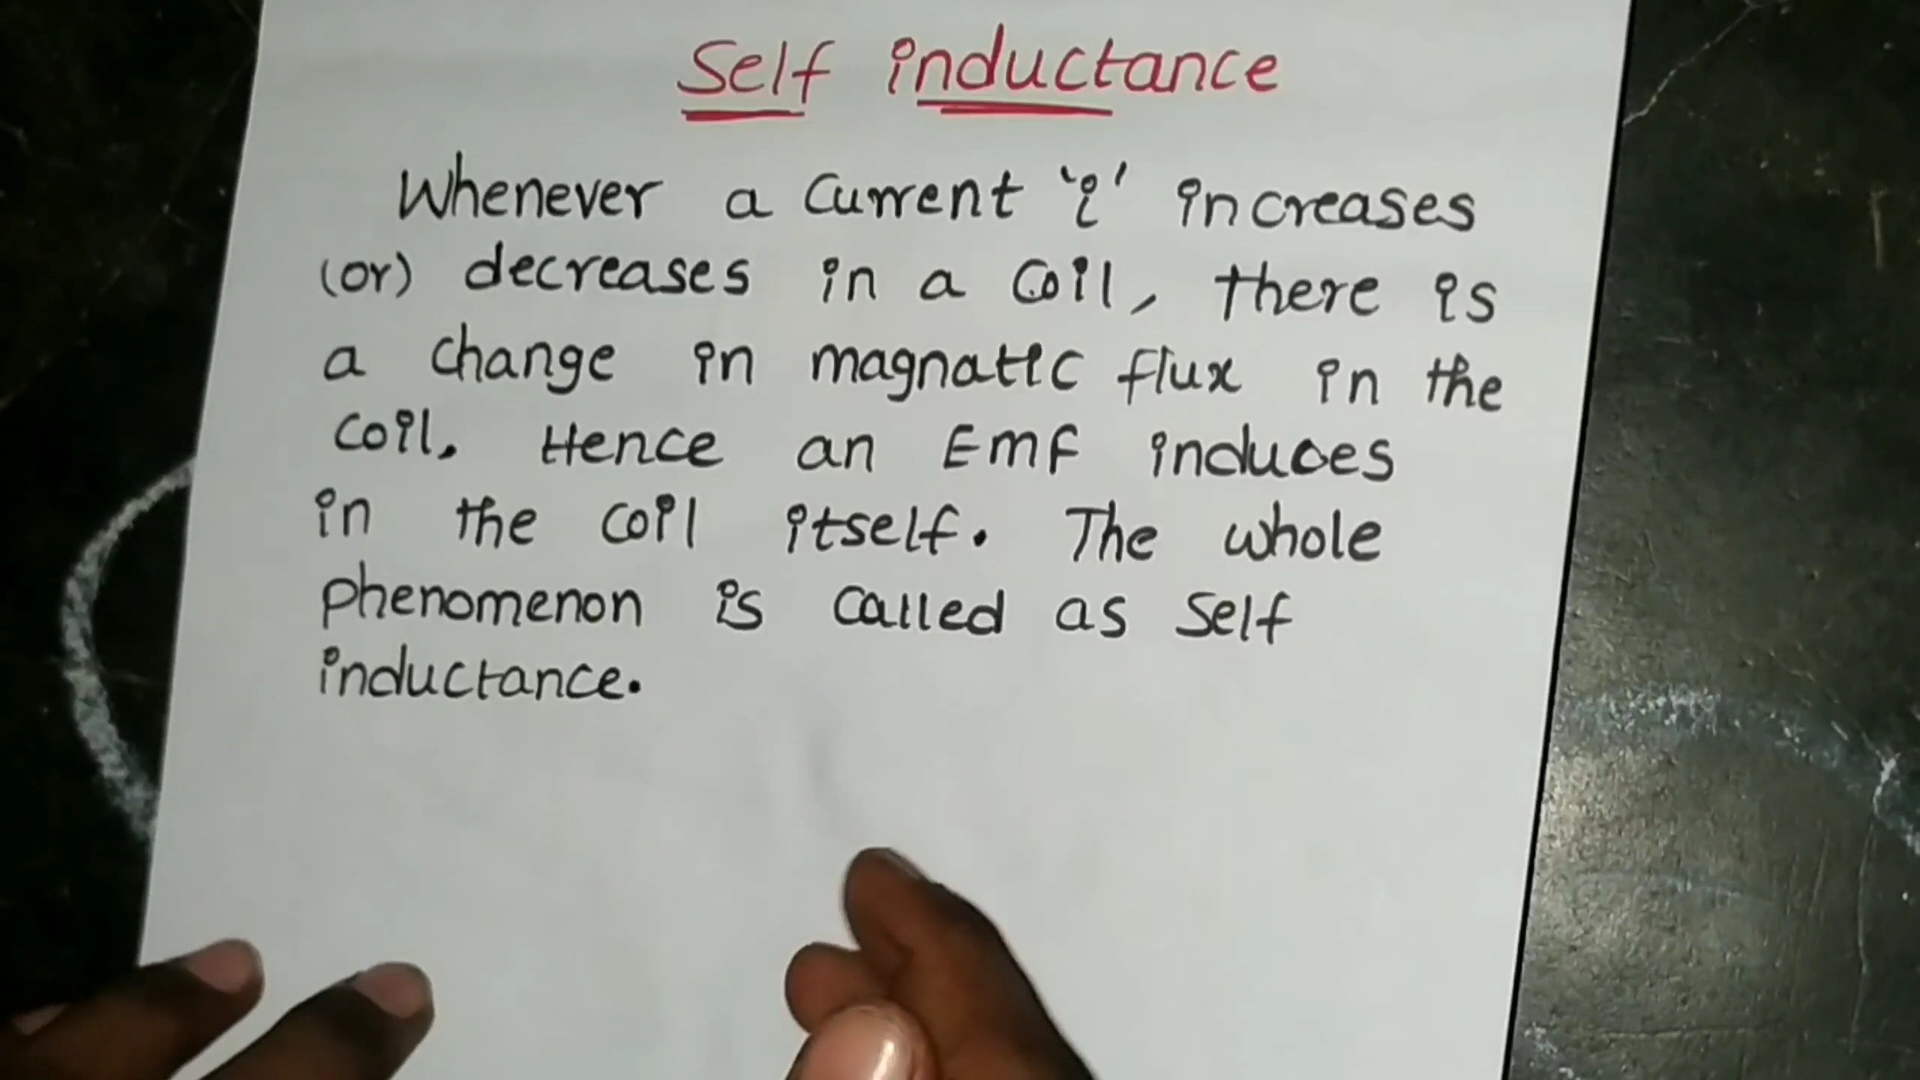 Self inductance
Whenever a current 'i' increases
(or) decreases in a coil, there is
a change in magnatic flux in the
coil. Hence an Emf induces
in the coil itself. The whole
phenomenon is called as self
inductance.